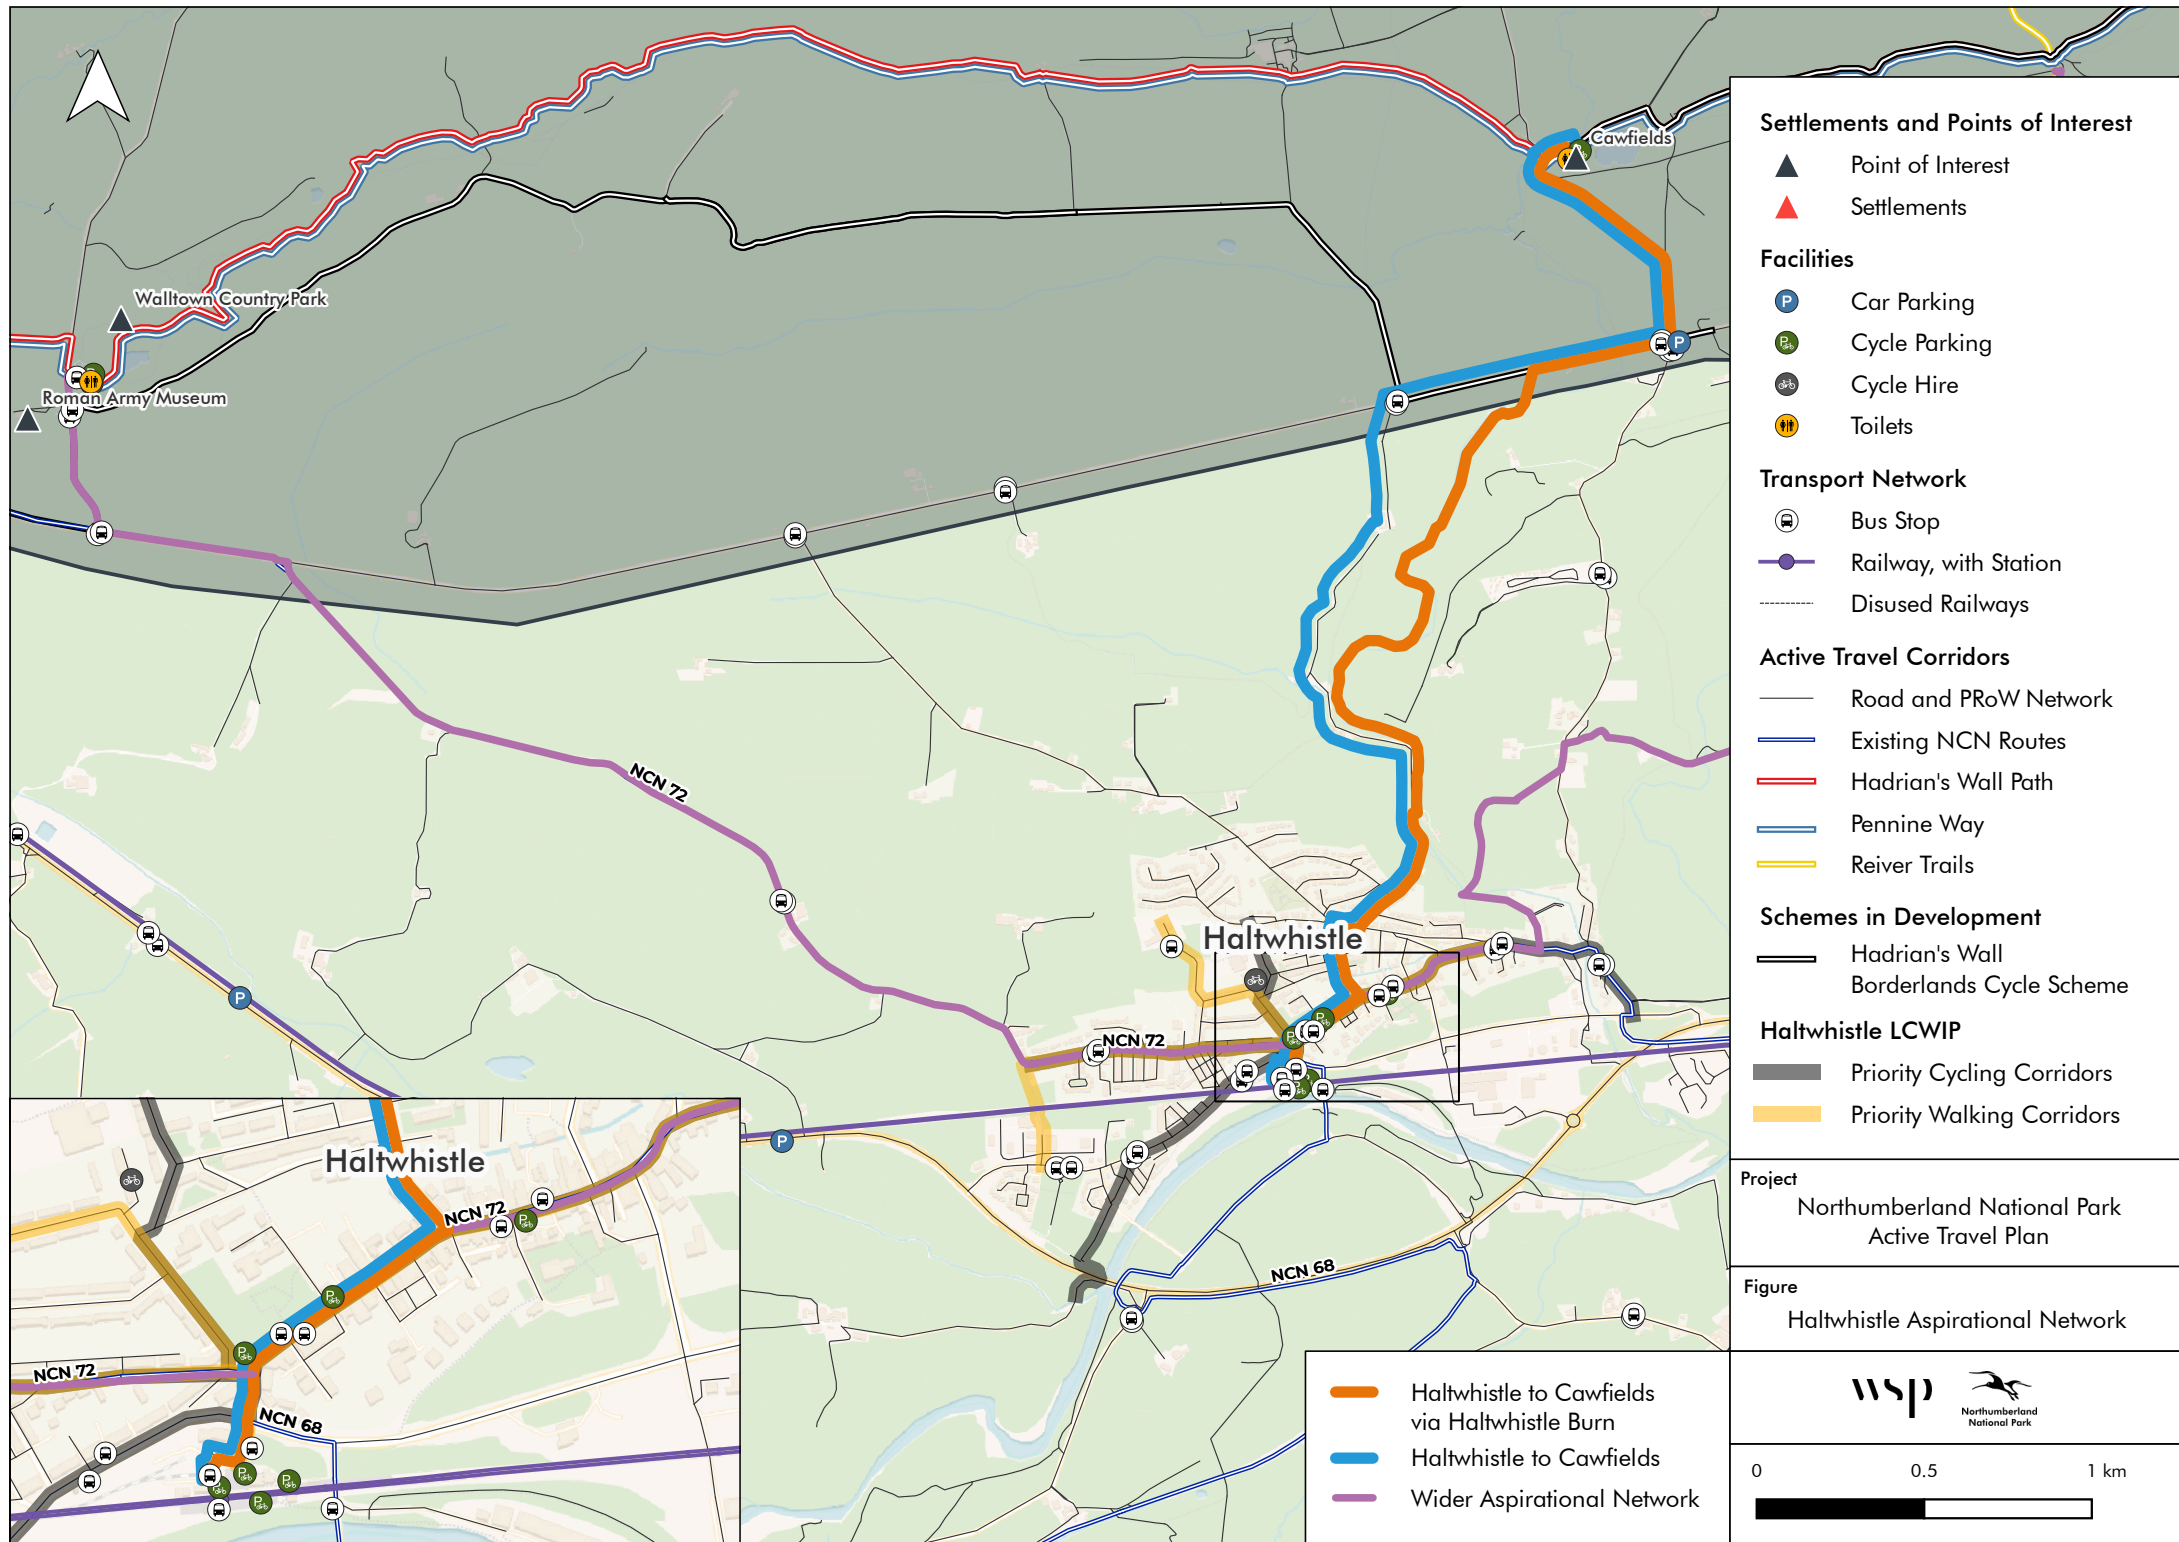 Cawfields
Walltown Country Park
Roman Army Museum
NCN 72
Haltwhistle
NCN 72
NCN 68
Haltwhistle
NCN 72
NCN 72
NCN 68
Settlements and Points of Interest
Point of Interest
Settlements
Facilities
P Car Parking
P Cycle Parking
Cycle Hire
Toilets
Transport Network
Bus Stop
Railway, with Station
Disused Railways
Active Travel Corridors
Road and PRoW Network
Existing NCN Routes
Hadrian's Wall Path
Pennine Way
Reiver Trails
Schemes in Development
Hadrian's Wall
Borderlands Cycle Scheme
Haltwhistle LCWIP
Priority Cycling Corridors
Priority Walking Corridors
Project
Northumberland National Park
Active Travel Plan
Figure
Haltwhistle Aspirational Network
wsp
Northumberland
National Park
0 0.5 1 km
Haltwhistle to Cawfields
via Haltwhistle Burn
Haltwhistle to Cawfields
Wider Aspirational Network